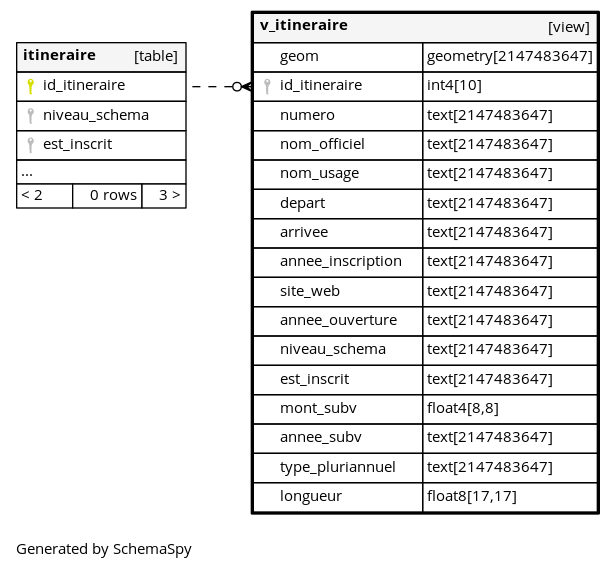 itineraire [table]
id_itineraire
niveau_schema
est_inscrit
...
< 2 0 rows 3 >
v_itineraire [view]
geom geometry[2147483647]
id_itineraire int4[10]
numero text[2147483647]
nom_officiel text[2147483647]
nom_usage text[2147483647]
depart text[2147483647]
arrivee text[2147483647]
annee_inscription text[2147483647]
site_web text[2147483647]
annee_ouverture text[2147483647]
niveau_schema text[2147483647]
est_inscrit text[2147483647]
mont_subv float4[8,8]
annee_subv text[2147483647]
type_pluriannuel text[2147483647]
longueur float8[17,17]
Generated by SchemaSpy